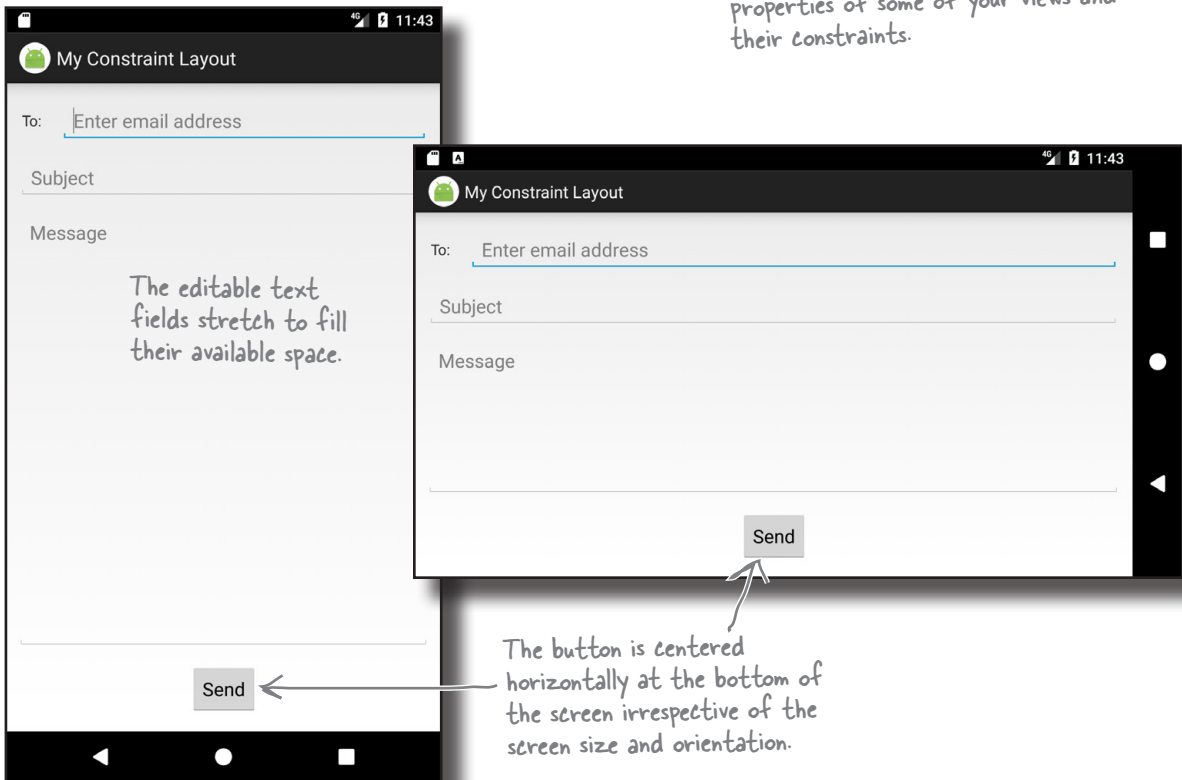 properties of some of your views and
their constraints.
4G 11:43
My Constraint Layout
To: Enter email address
Subject
Message
The editable text
fields stretch to fill
their available space.
Send
A 4G 11:43
My Constraint Layout
To: Enter email address
Subject
Message
Send
The button is centered
horizontally at the bottom of
the screen irrespective of the
screen size and orientation.